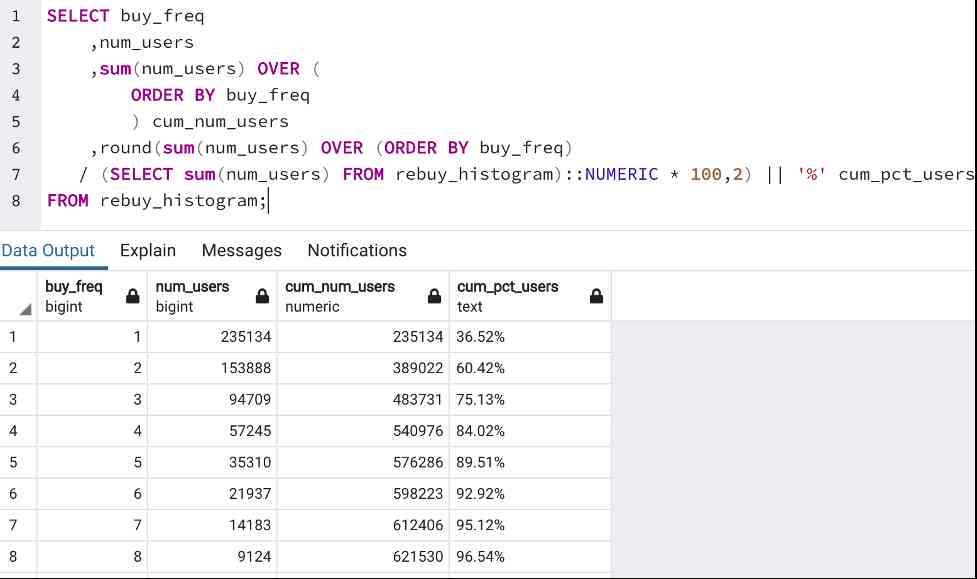 1 SELECT buy_freq
2 ,num_users
3 ,sum(num_users) OVER (
4 ORDER BY buy_freq
5 ) cum_num_users
6 ,round(sum(num_users) OVER (ORDER BY buy_freq)
7 / (SELECT sum(num_users) FROM rebuy_histogram)::NUMERIC * 100,2) || '%' cum_pct_users
8 FROM rebuy_histogram;
Data Output Explain Messages Notifications
buy_freq num_users cum_num_users cum_pct_users
bigint bigint numeric text
1 1 235134 235134 36.52%
2 2 153888 389022 60.42%
3 3 94709 483731 75.13%
4 4 57245 540976 84.02%
5 5 35310 576286 89.51%
6 6 21937 598223 92.92%
7 7 14183 612406 95.12%
8 8 9124 621530 96.54%